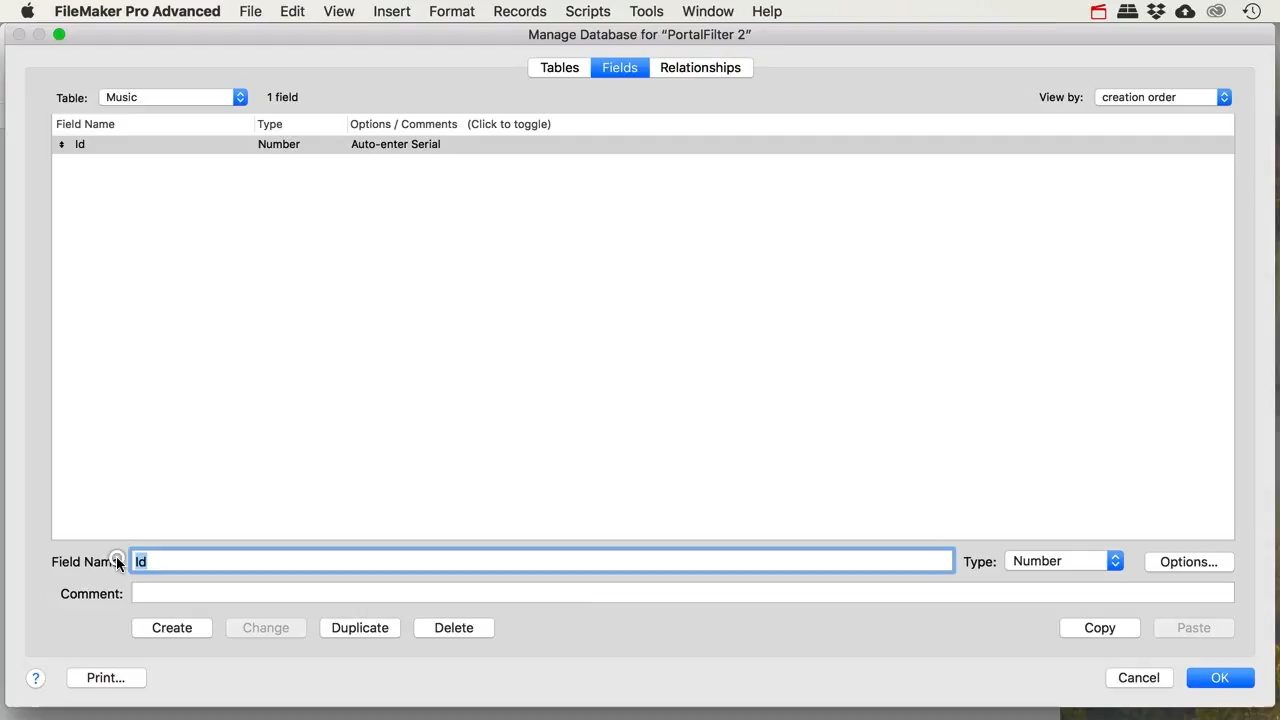 FileMaker Pro Advanced File Edit View Insert Format Records Scripts Tools Window Help
Manage Database for “PortalFilter 2”
Tables Fields Relationships
Table: Music 1 field View by: creation order
Field Name Type Options / Comments (Click to toggle)
Id Number Auto-enter Serial
Field Nam Id Type: Number Options...
Comment:
Create Change Duplicate Delete Copy Paste
? Print... Cancel OK